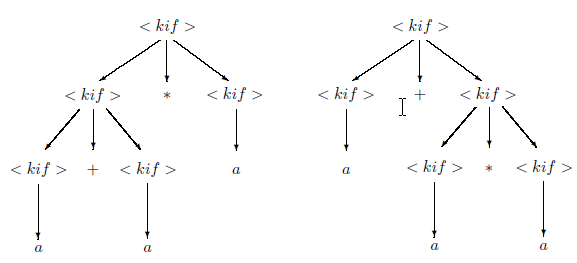 < kif > < kif >
< kif > * < kif > < kif > + < kif >
< kif > + < kif > a a < kif > * < kif >
a a a a